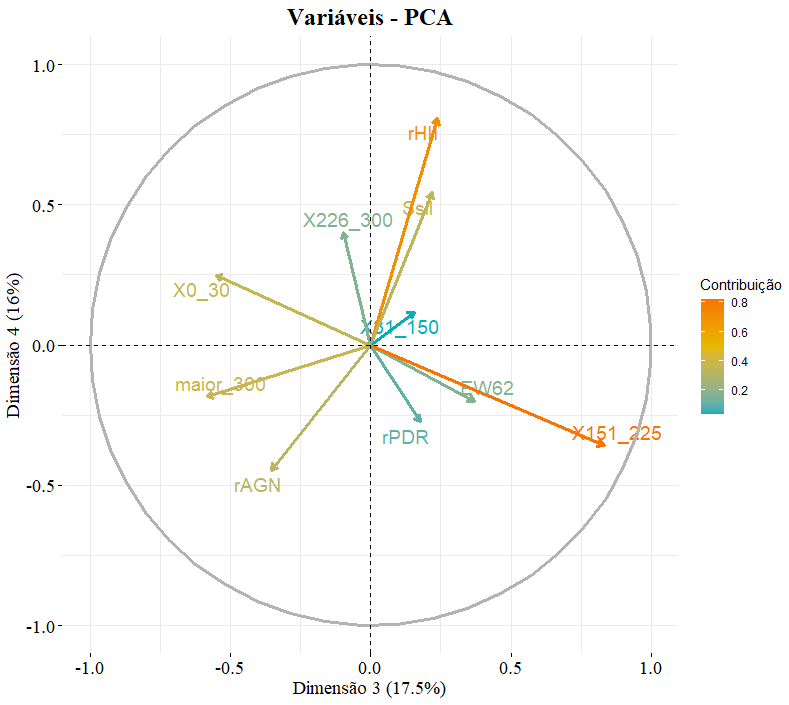 Variáveis - PCA
1.0
rHII
SsIl
0.5
X226_300
X0_30
Contribuição
0.8
0.6
0.4
0.2
X61_150
0.0
Dimensão 4 (16%)
maior_300
EW62
X151_225
rPDR
rAGN
-0.5
-1.0
-1.0
-0.5
0.0
0.5
1.0
Dimensão 3 (17.5%)